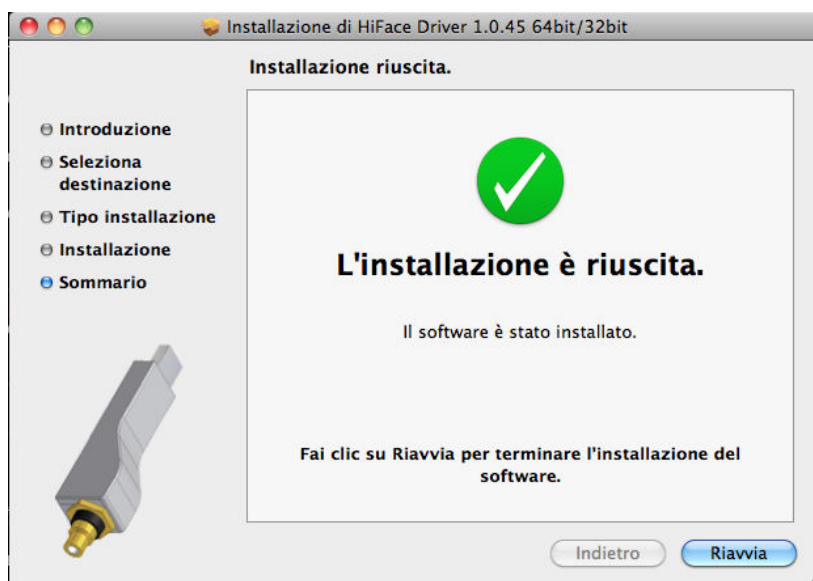 Installazione di HiFace Driver 1.0.45 64bit/32bit
Installazione riuscita.
Introduzione
Seleziona
destinazione
Tipo installazione
Installazione
Sommario
L'installazione è riuscita.
Il software è stato installato.
Fai clic su Riavvia per terminare l'installazione del
software.
Indietro
Riavvia